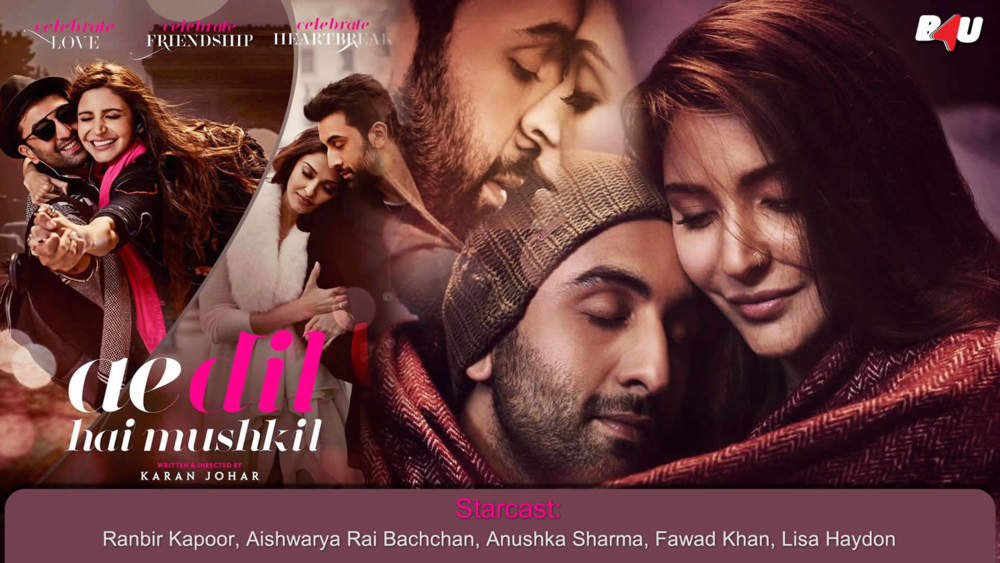 celebrate
LOVE
celebrate
FRIENDSHIP
celebrate
HEARTBREAK
B4U
ae dil
hai mushkil
WRITTEN & DIRECTED BY
KARAN JOHAR
Starcast:
Ranbir Kapoor, Aishwarya Rai Bachchan, Anushka Sharma, Fawad Khan, Lisa Haydon